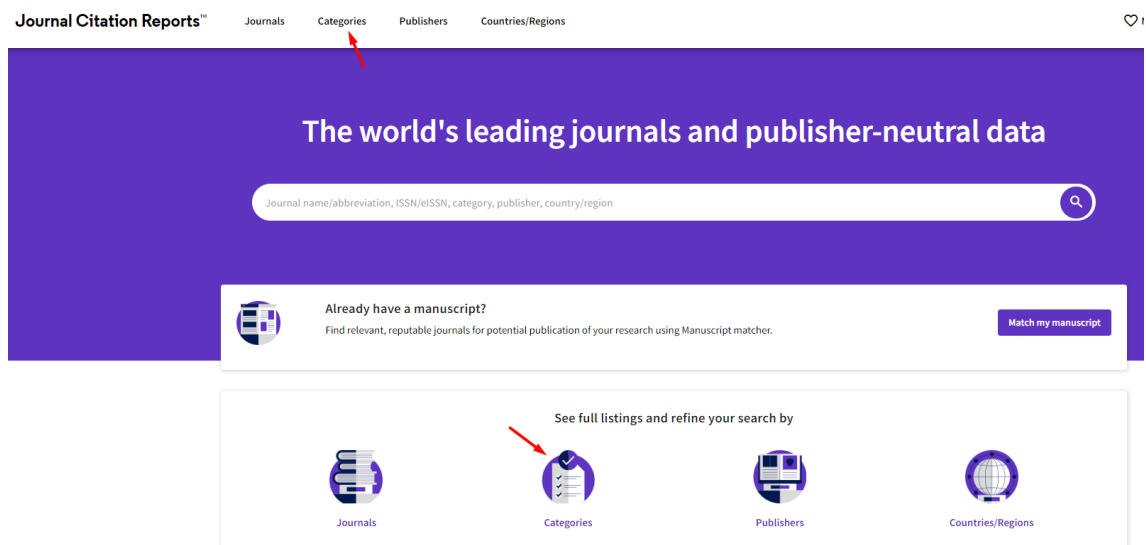 Journal Citation Reports™
Journals Categories Publishers Countries/Regions
The world's leading journals and publisher-neutral data
Journal name/abbreviation, ISSN/eISSN, category, publisher, country/region
Already have a manuscript?
Find relevant, reputable journals for potential publication of your research using Manuscript matcher.
Match my manuscript
See full listings and refine your search by
Journals Categories Publishers Countries/Regions